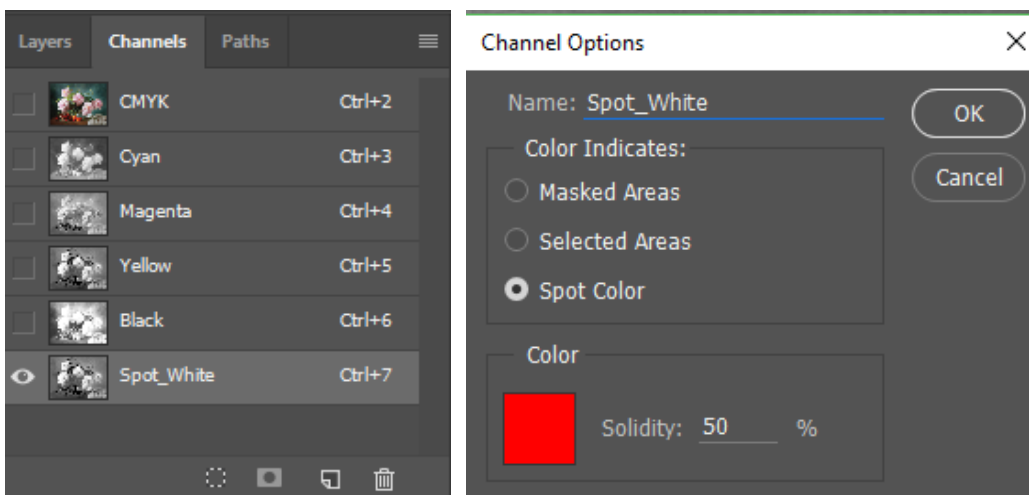 Layers Channels Paths
CMYK Ctrl+2
Cyan Ctrl+3
Magenta Ctrl+4
Yellow Ctrl+5
Black Ctrl+6
Spot_White Ctrl+7
Channel Options
Name: Spot_White
OK
Color Indicates:
Cancel
Masked Areas
Selected Areas
Spot Color
Color
Solidity: 50 %